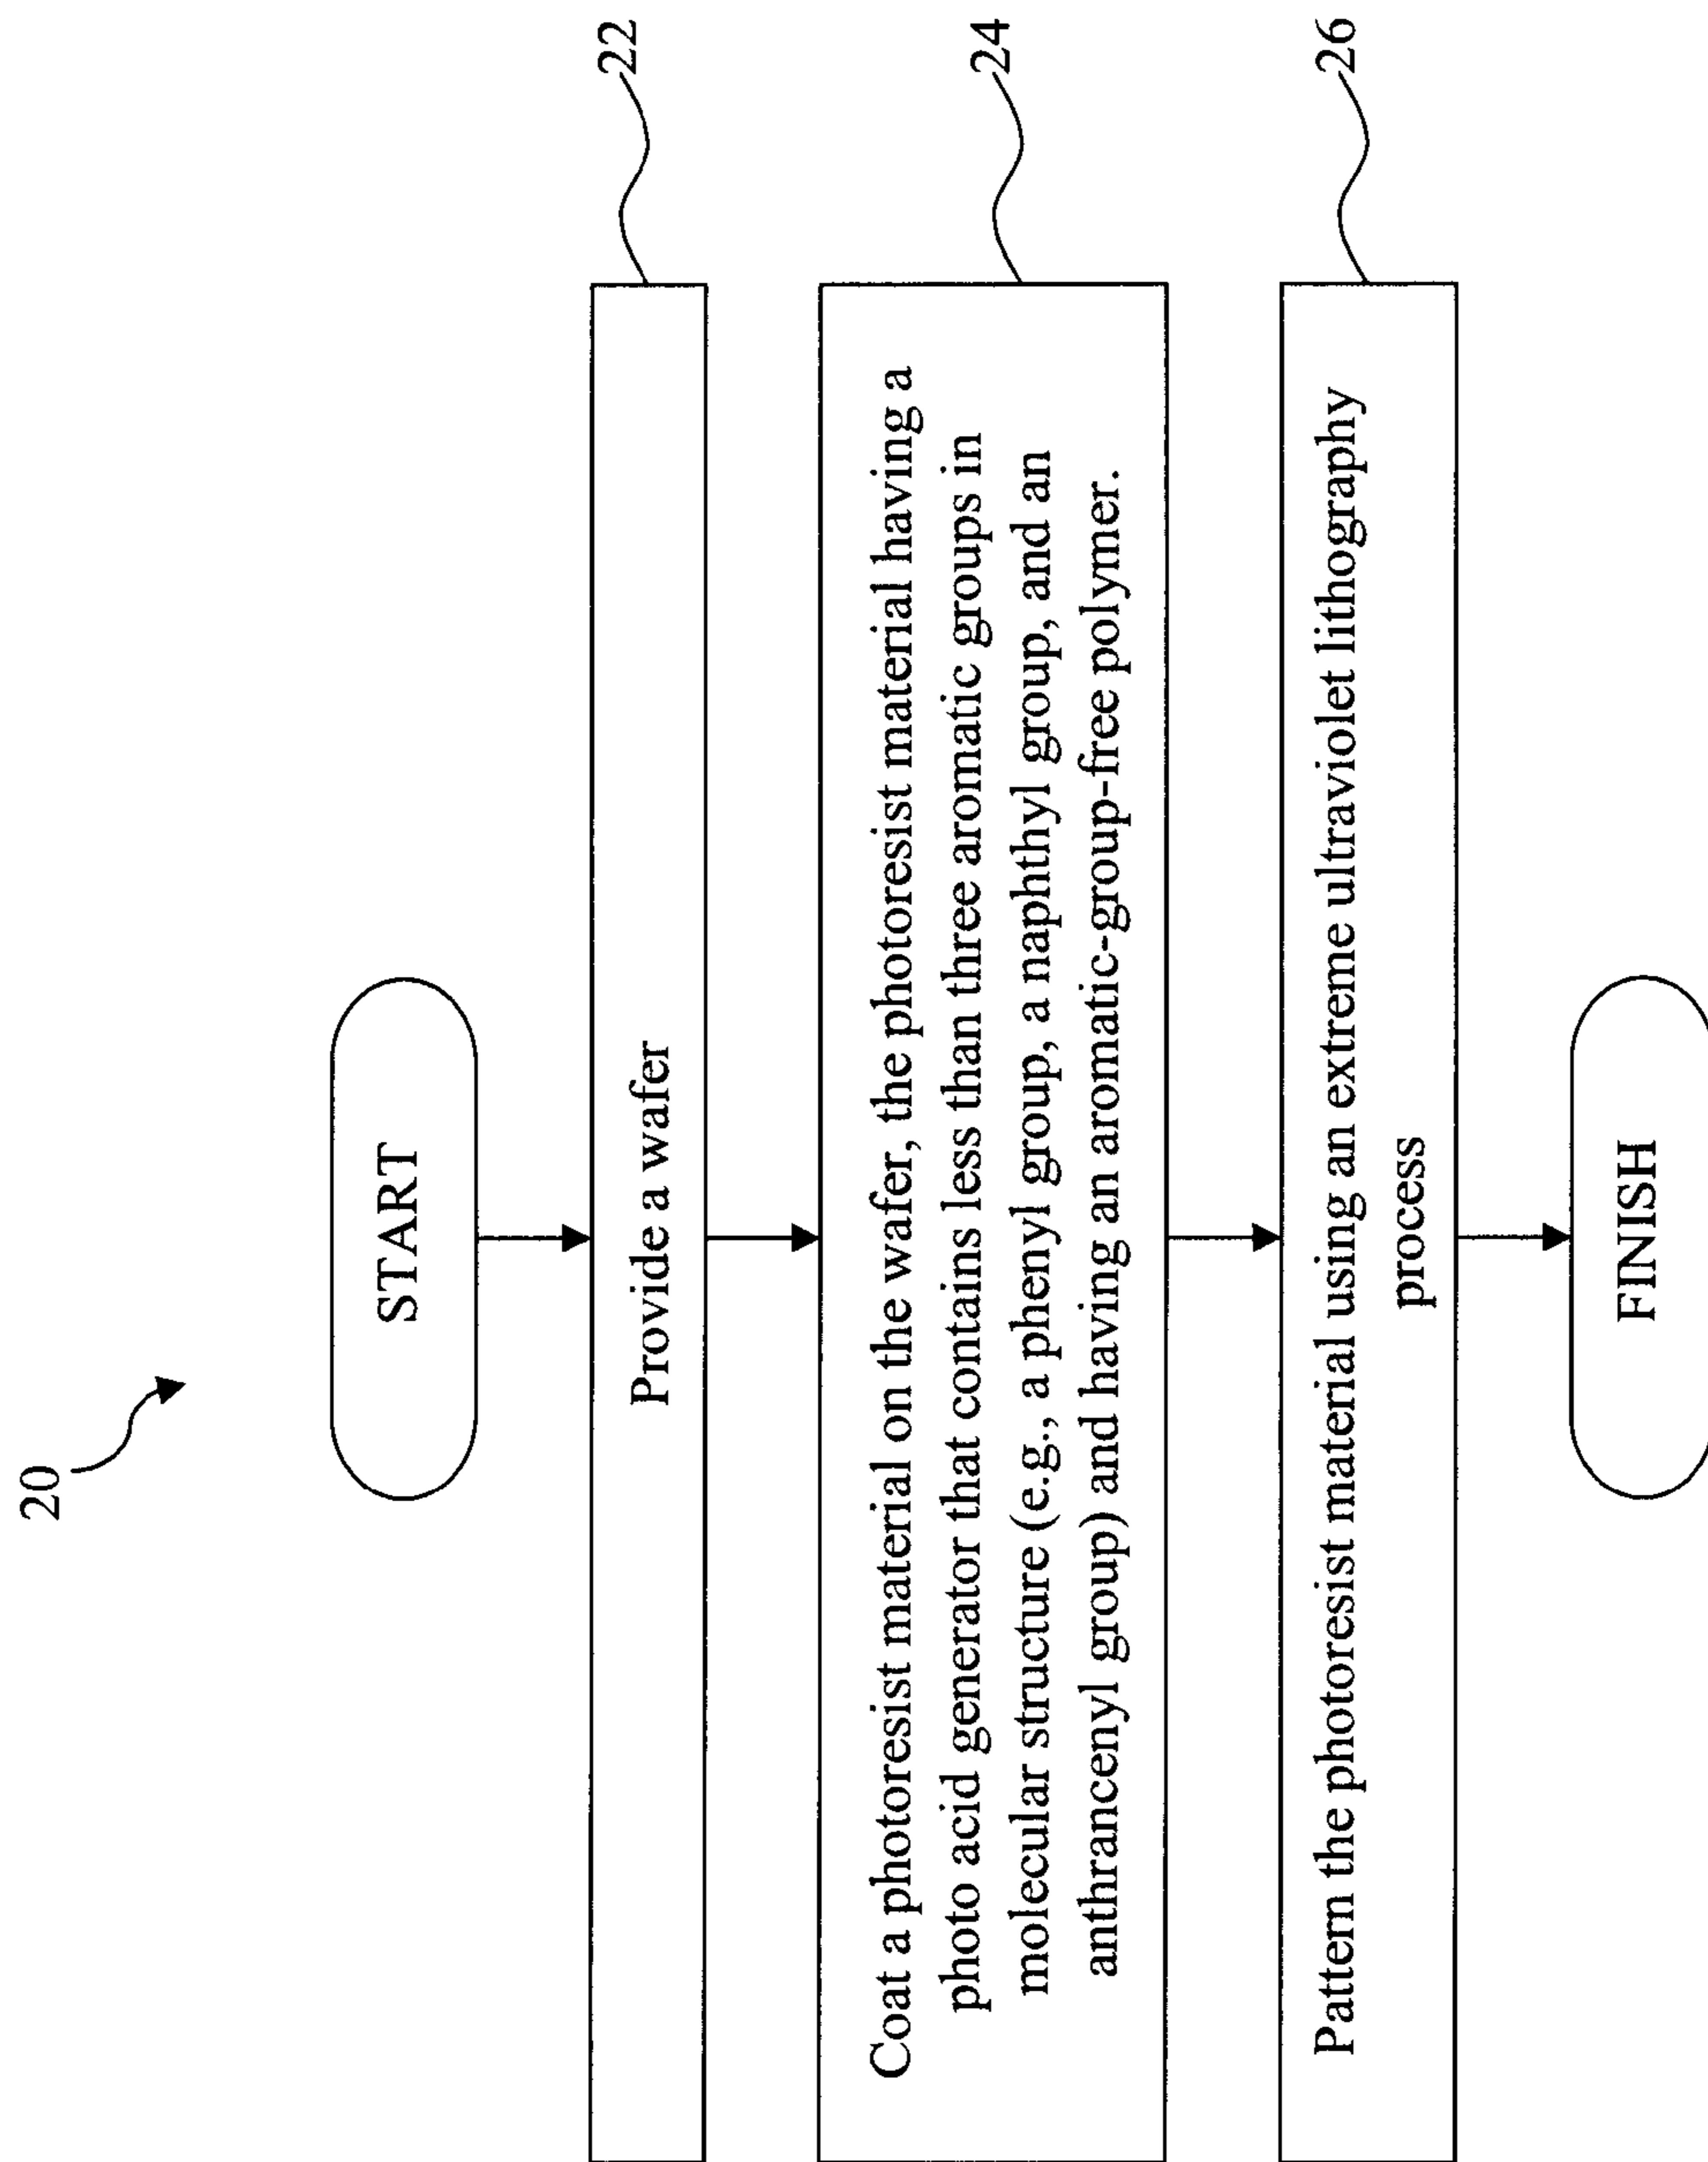 20
START
Provide a wafer
22
Coat a photoresist material on the wafer, the photoresist material having a
photo acid generator that contains less than three aromatic groups in
molecular structure (e.g., a phenyl group, a naphthyl group, and an
anthrancenyl group) and having an aromatic-group-free polymer.
24
Pattern the photoresist material using an extreme ultraviolet lithography
process
26
FINISH